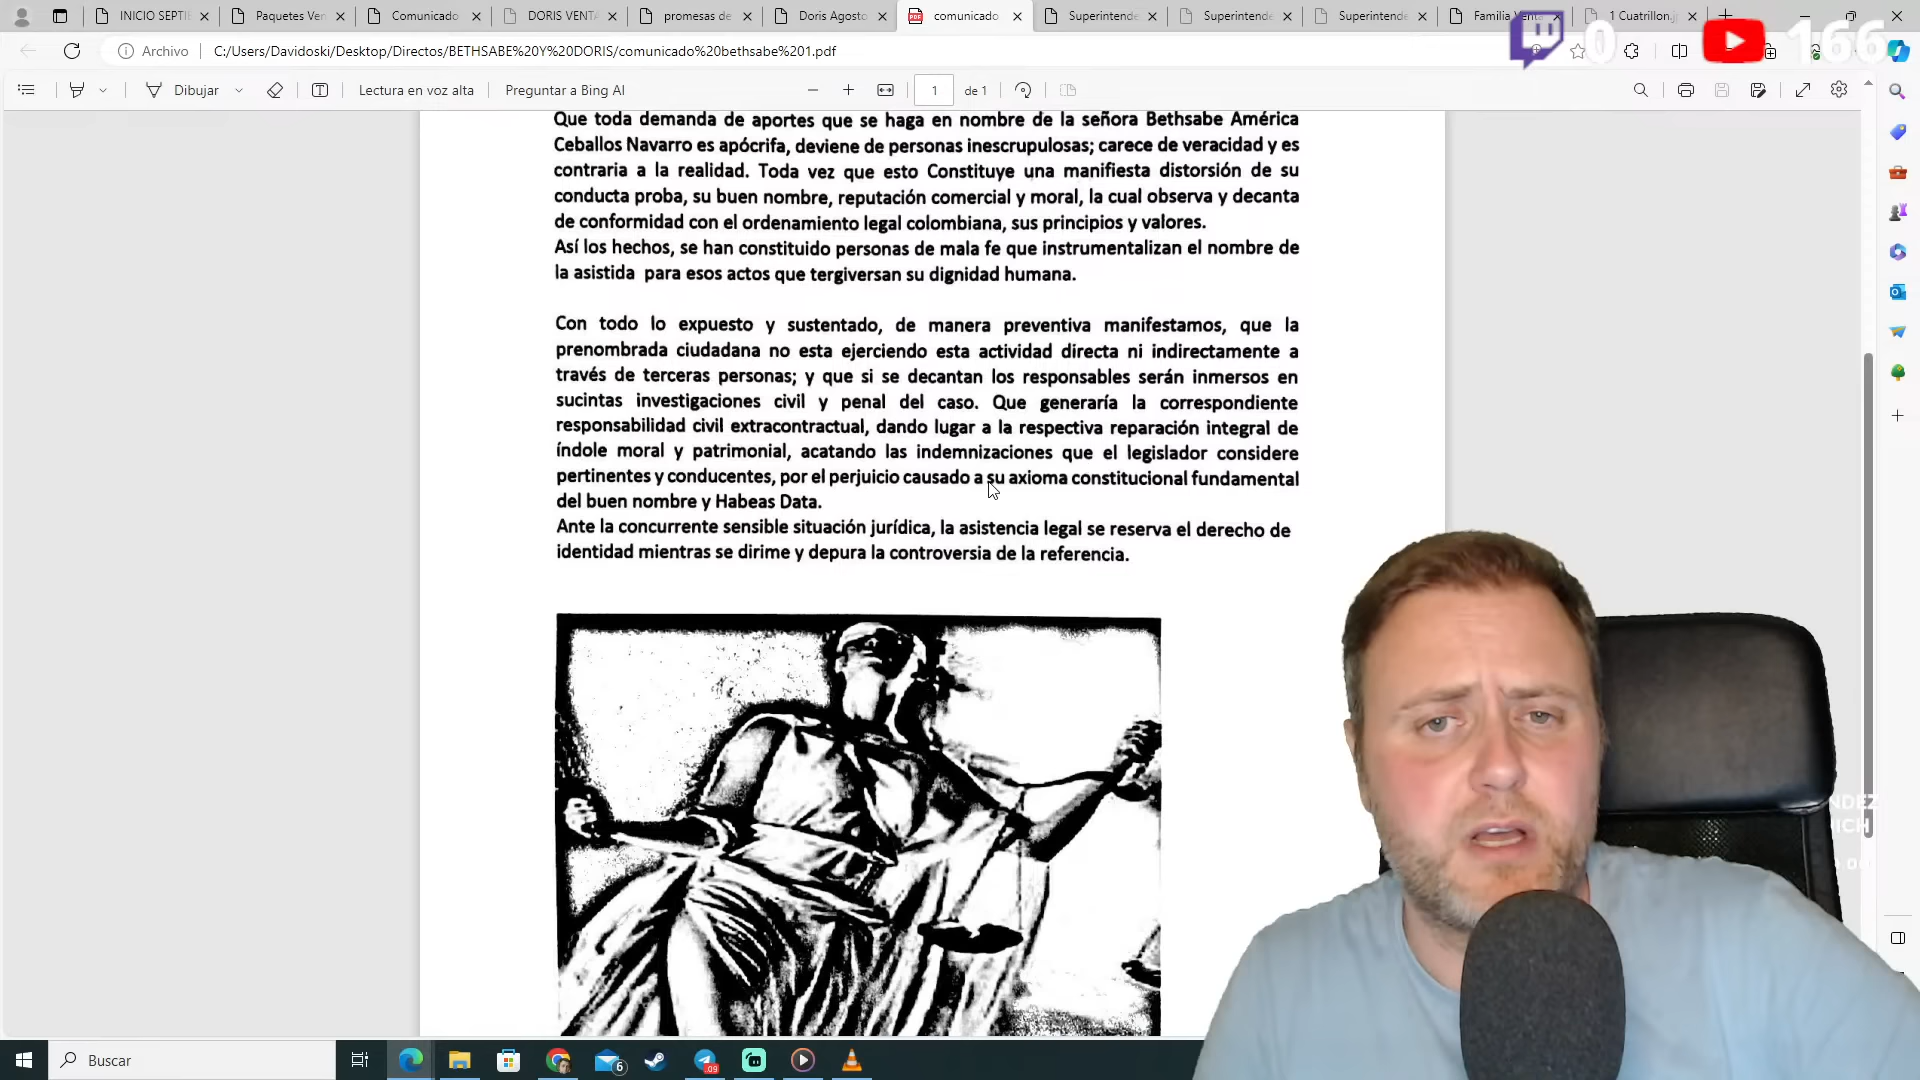 INICIO SEPTI
Paquetes Ven
Comunicado
DORIS VENTA
promesas de
Doris Agosto
comunicado
Superintende
Superintende
Superintende
Familia Venta
1 Cuatrillon.j
Archivo
C:/Users/Davidoski/Desktop/Directos/BETHSABE%20Y%20DORIS/comunicado%20bethsabe%201.pdf
0
166
Dibujar
Lectura en voz alta
Preguntar a Bing AI
1
de 1
Que toda demanda de aportes que se haga en nombre de la señora Bethsabe América
Ceballos Navarro es apócrifa, deviene de personas inescrupulosas; carece de veracidad y es
contraria a la realidad. Toda vez que esto Constituye una manifiesta distorsión de su
conducta proba, su buen nombre, reputación comercial y moral, la cual observa y decanta
de conformidad con el ordenamiento legal colombiana, sus principios y valores.
Así los hechos, se han constituido personas de mala fe que instrumentalizan el nombre de
la asistida para esos actos que tergiversan su dignidad humana.
Con todo lo expuesto y sustentado, de manera preventiva manifestamos, que la
prenombrada ciudadana no esta ejerciendo esta actividad directa ni indirectamente a
través de terceras personas; y que si se decantan los responsables serán inmersos en
sucintas investigaciones civil y penal del caso. Que generaría la correspondiente
responsabilidad civil extracontractual, dando lugar a la respectiva reparación integral de
índole moral y patrimonial, acatando las indemnizaciones que el legislador considere
pertinentes y conducentes, por el perjuicio causado a su axioma constitucional fundamental
del buen nombre y Habeas Data.
Ante la concurrente sensible situación jurídica, la asistencia legal se reserva el derecho de
identidad mientras se dirime y depura la controversia de la referencia.
NDEZ
ICH
Buscar
6
.09